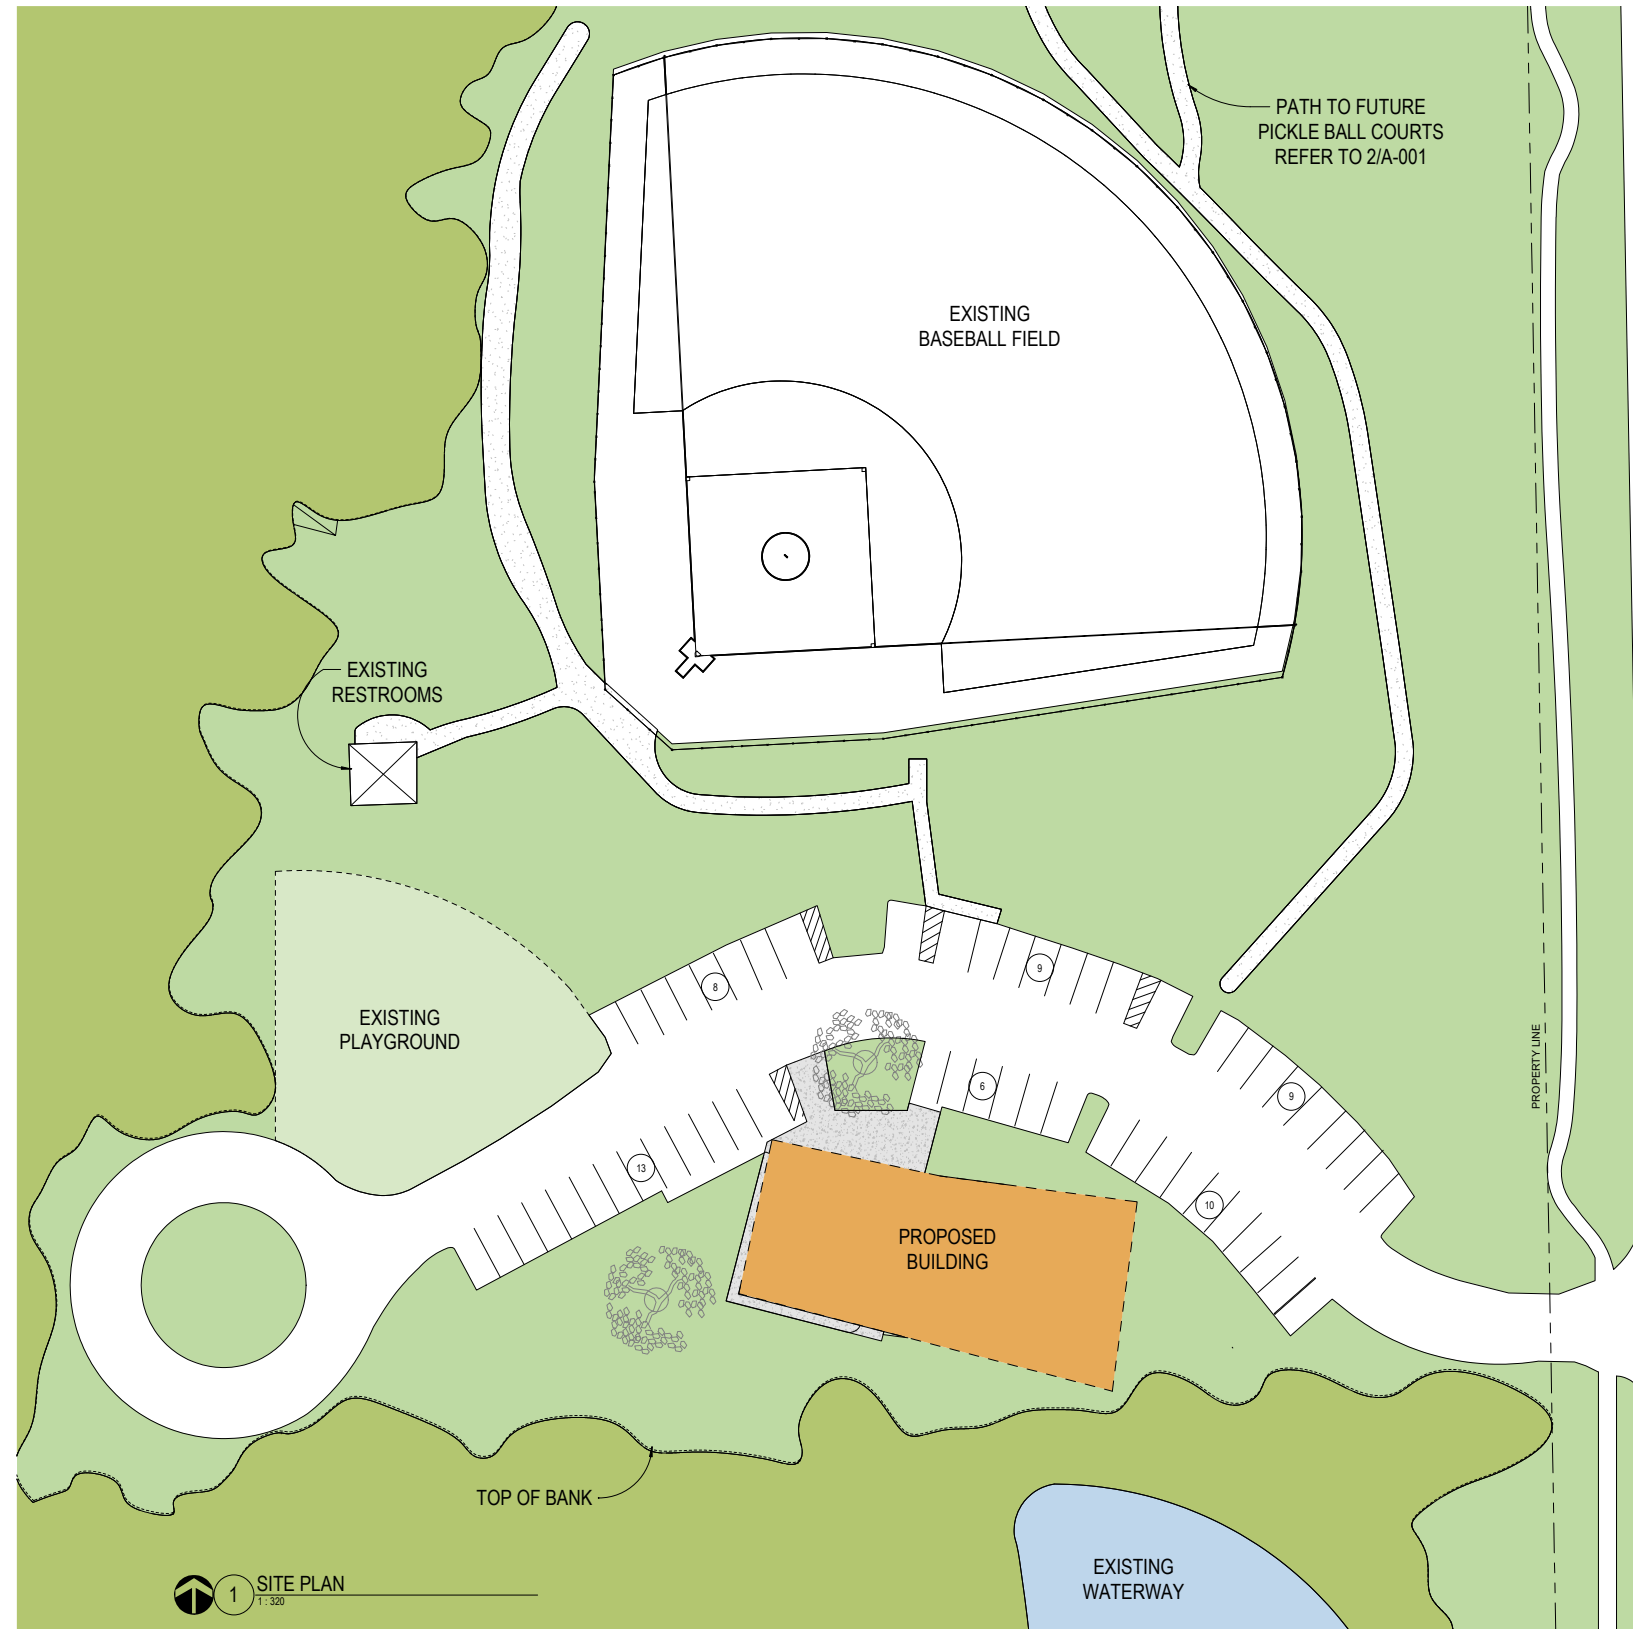 PATH TO FUTURE
PICKLE BALL COURTS
REFER TO 2/A-001
EXISTING
BASEBALL FIELD
EXISTING
RESTROOMS
8
9
EXISTING
PLAYGROUND
6
9
PROPERTY LINE
13
10
PROPOSED
BUILDING
TOP OF BANK
EXISTING
WATERWAY
1
SITE PLAN
1 : 320